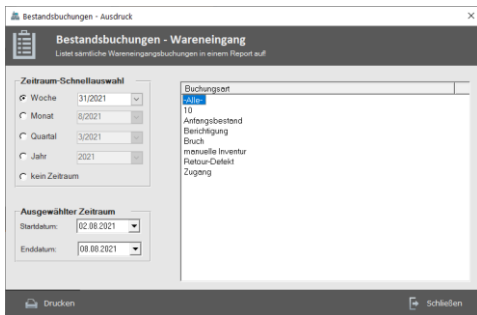 Bestandsbuchungen - Ausdruck
Bestandsbuchungen - Wareneingang
Listet sämtliche Wareneingangsbuchungen in einem Report auf!
Zeitraum-Schnellauswahl
Woche 31/2021
Monat 8/2021
Quartal 3/2021
Jahr 2021
kein Zeitraum
Ausgewählter Zeitraum
Startdatum: 02.08.2021
Enddatum: 08.08.2021
Buchungsart
-Alle-
10
Anfangsbestand
Berichtigung
Bruch
manuelle Inventur
Retour-Defekt
Zugang
Drucken
Schließen